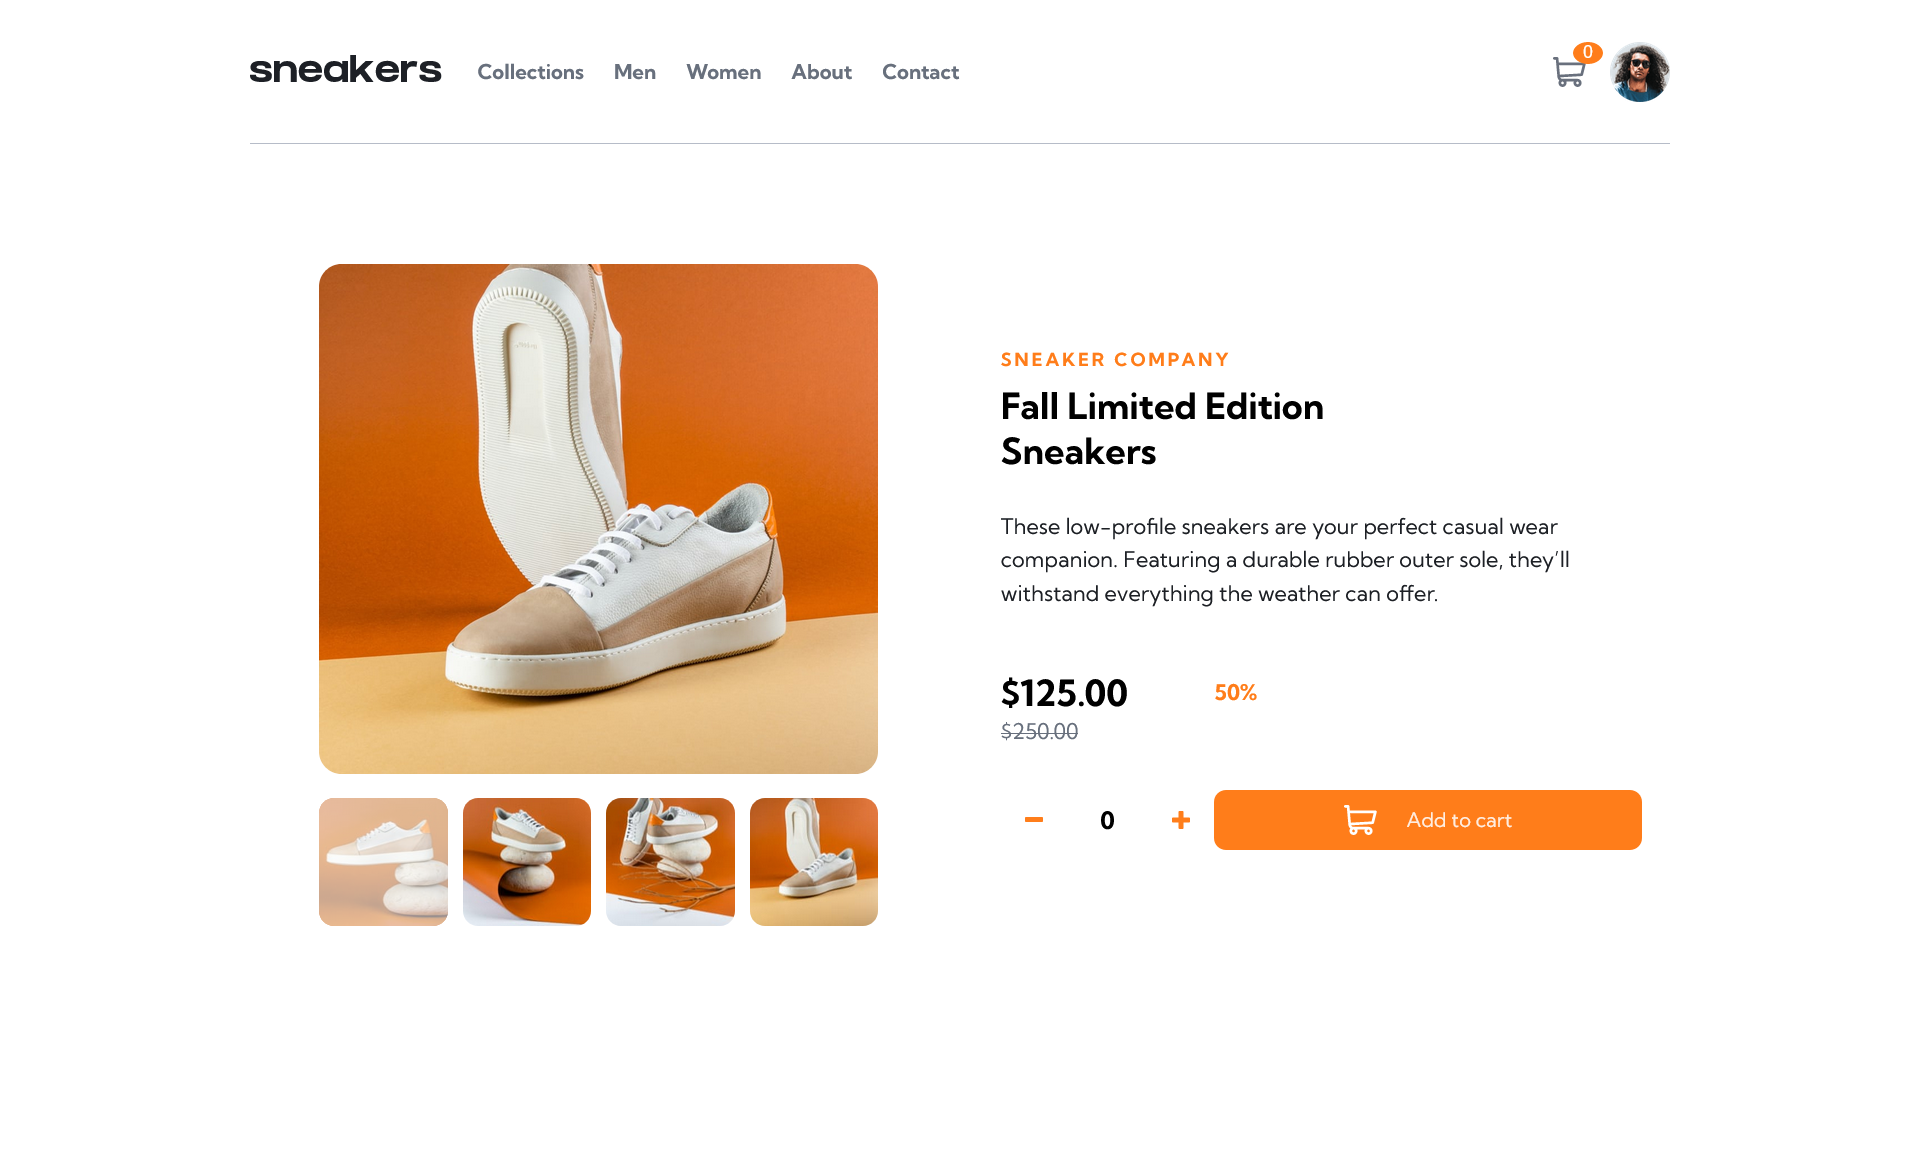 sneakers
Collections Men Women About Contact
0
SNEAKER COMPANY
Fall Limited Edition
Sneakers
These low-profile sneakers are your perfect casual wear
companion. Featuring a durable rubber outer sole, they’ll
withstand everything the weather can offer.
$125.00 50%
$250.00
0
Add to cart